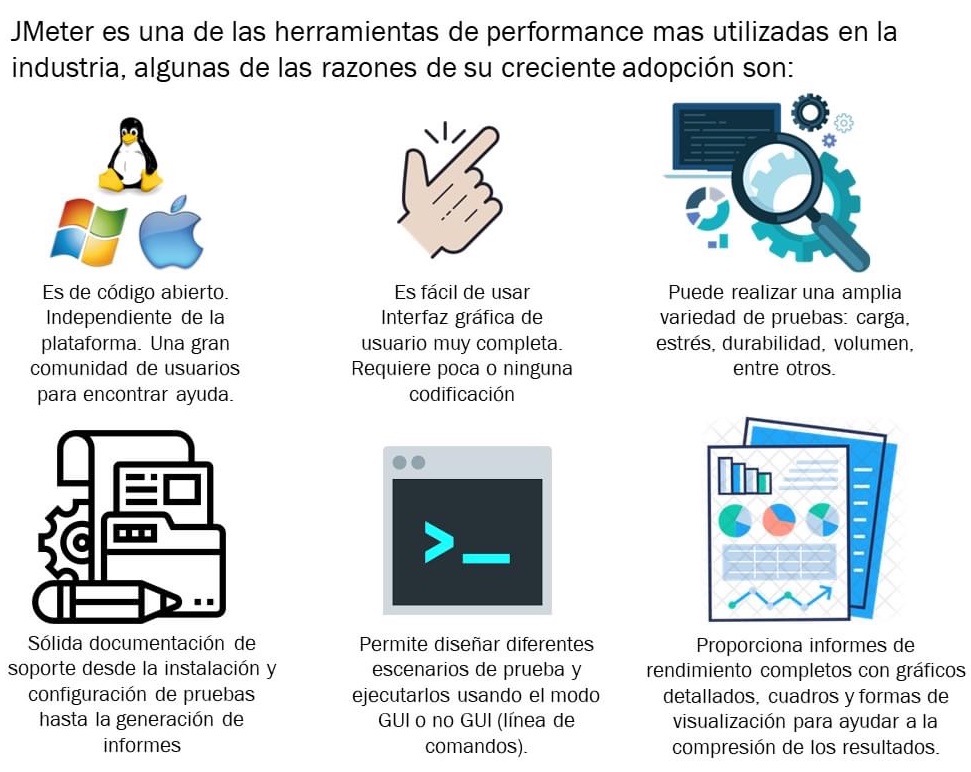 JMeter es una de las herramientas de performance mas utilizadas en la
industria, algunas de las razones de su creciente adopción son:
Es de código abierto.
Independiente de la
plataforma. Una gran
comunidad de usuarios
para encontrar ayuda.
Es fácil de usar
Interfaz gráfica de
usuario muy completa.
Requiere poca o ninguna
codificación
Puede realizar una amplia
variedad de pruebas: carga,
estrés, durabilidad, volumen,
entre otros.
Sólida documentación de
soporte desde la instalación y
configuración de pruebas
hasta la generación de
informes
>_
Permite diseñar diferentes
escenarios de prueba y
ejecutarlos usando el modo
GUI o no GUI (línea de
comandos).
Proporciona informes de
rendimiento completos con gráficos
detallados, cuadros y formas de
visualización para ayudar a la
compresión de los resultados.